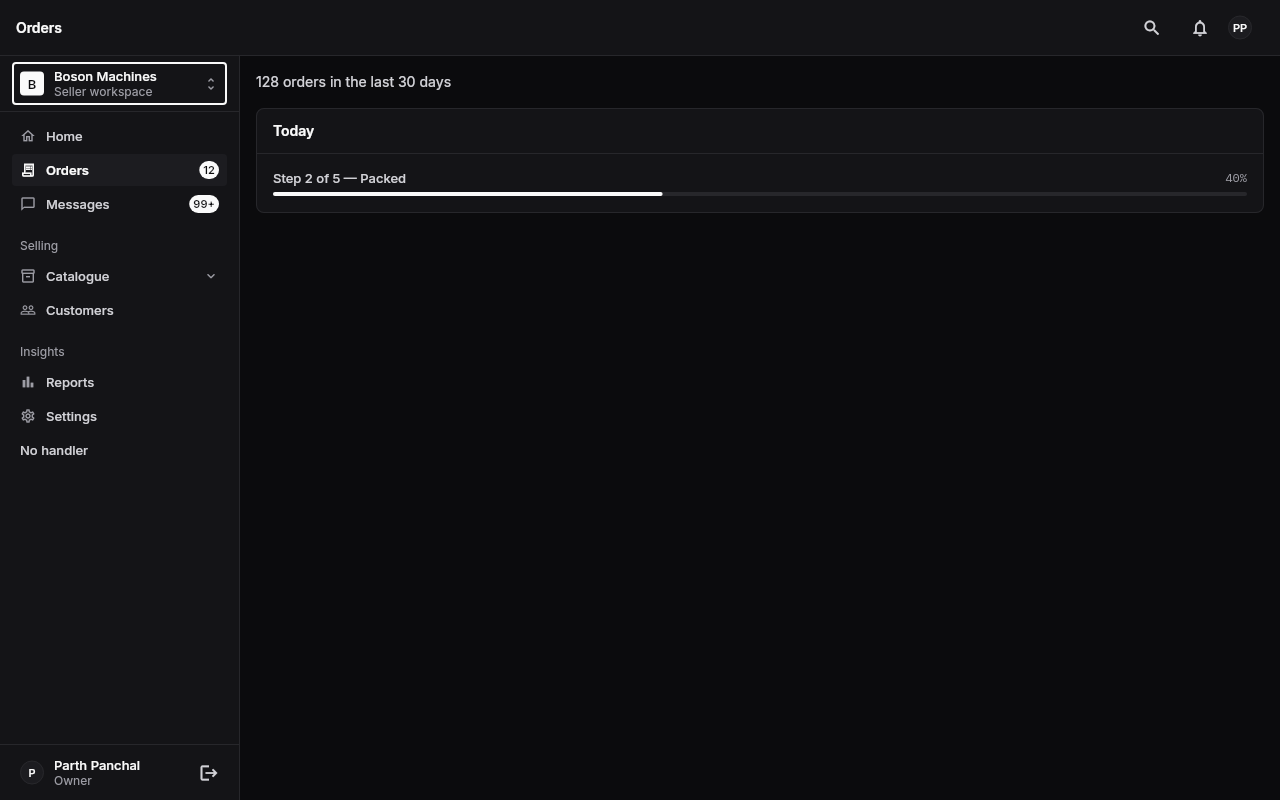 Orders
PP
B
Boson Machines
Seller workspace
Home
Orders 12
Messages 99+
Selling
Catalogue
Customers
Insights
Reports
Settings
No handler
P
Parth Panchal
Owner
128 orders in the last 30 days
Today
Step 2 of 5 — Packed 40%